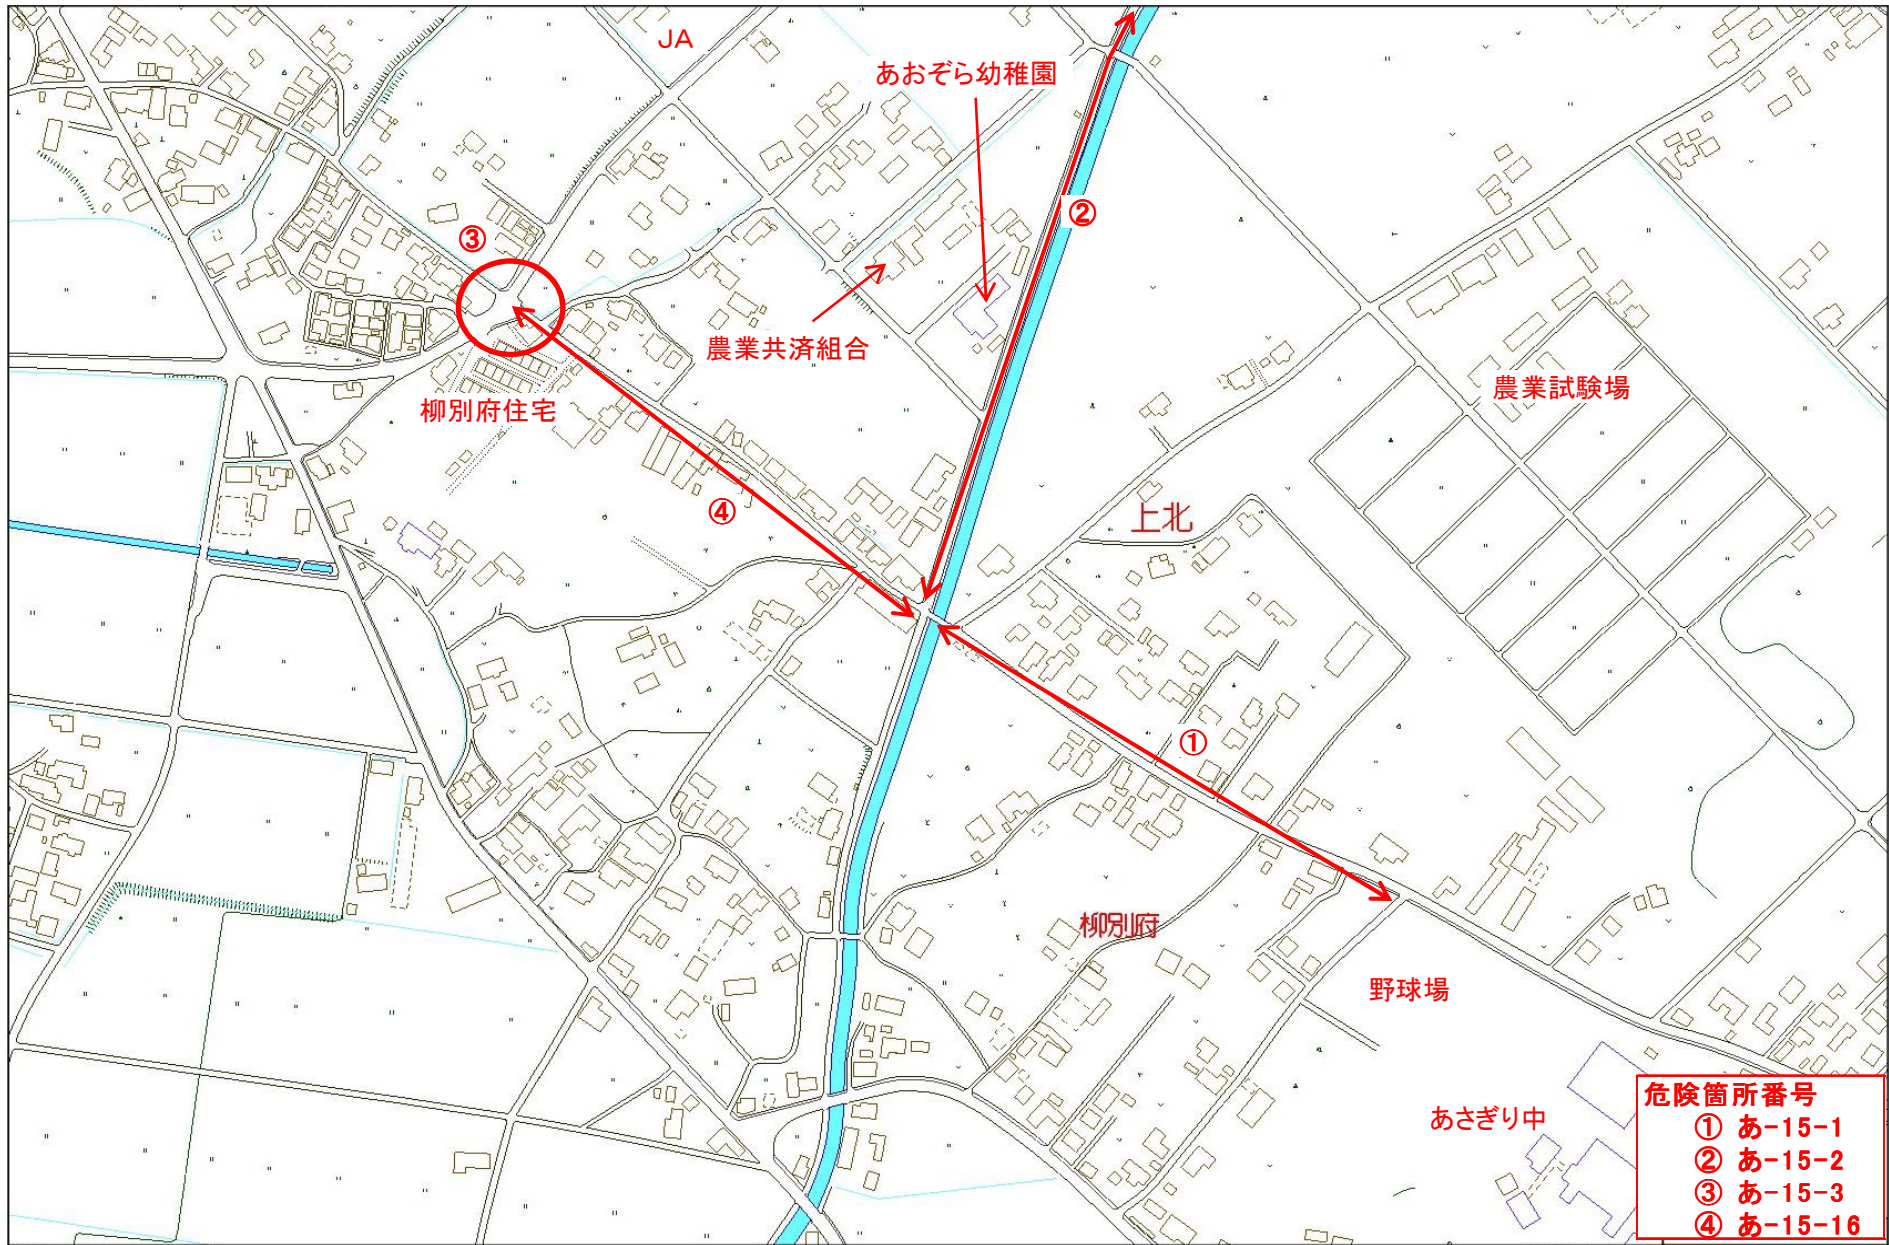 JA
あおぞら幼稚園
②
③
農業共済組合
農業試験場
柳別府住宅
④
上北
①
柳別府
野球場
あさぎり中
危険箇所番号
① あ-15-1
② あ-15-2
③ あ-15-3
④ あ-15-16